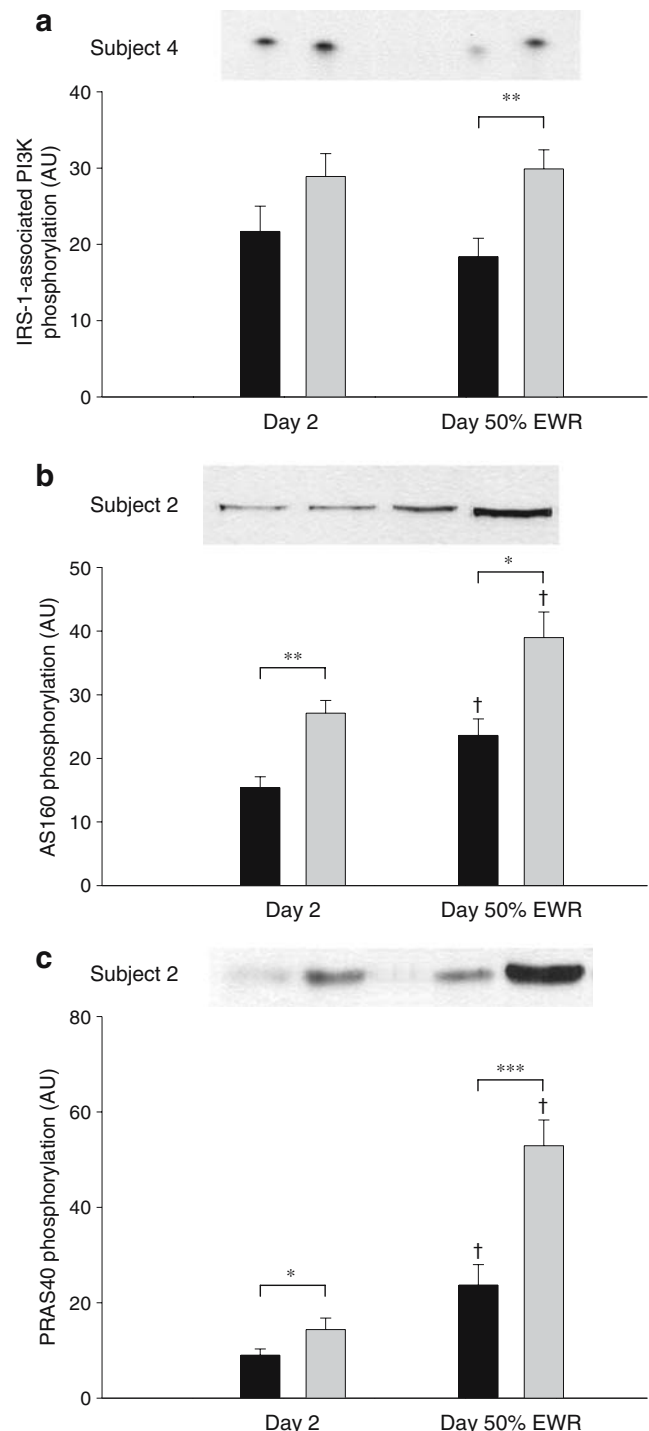 a
Subject 4
IRS-1-associated PI3K
phosphorylation (AU)
40
30
20
10
0
**
Day 2
Day 50% EWR
b
Subject 2
AS160 phosphorylation (AU)
50
40
30
20
10
0
**
*
†
†
Day 2
Day 50% EWR
c
Subject 2
PRAS40 phosphorylation (AU)
80
60
40
20
0
*
***
†
†
Day 2
Day 50% EWR